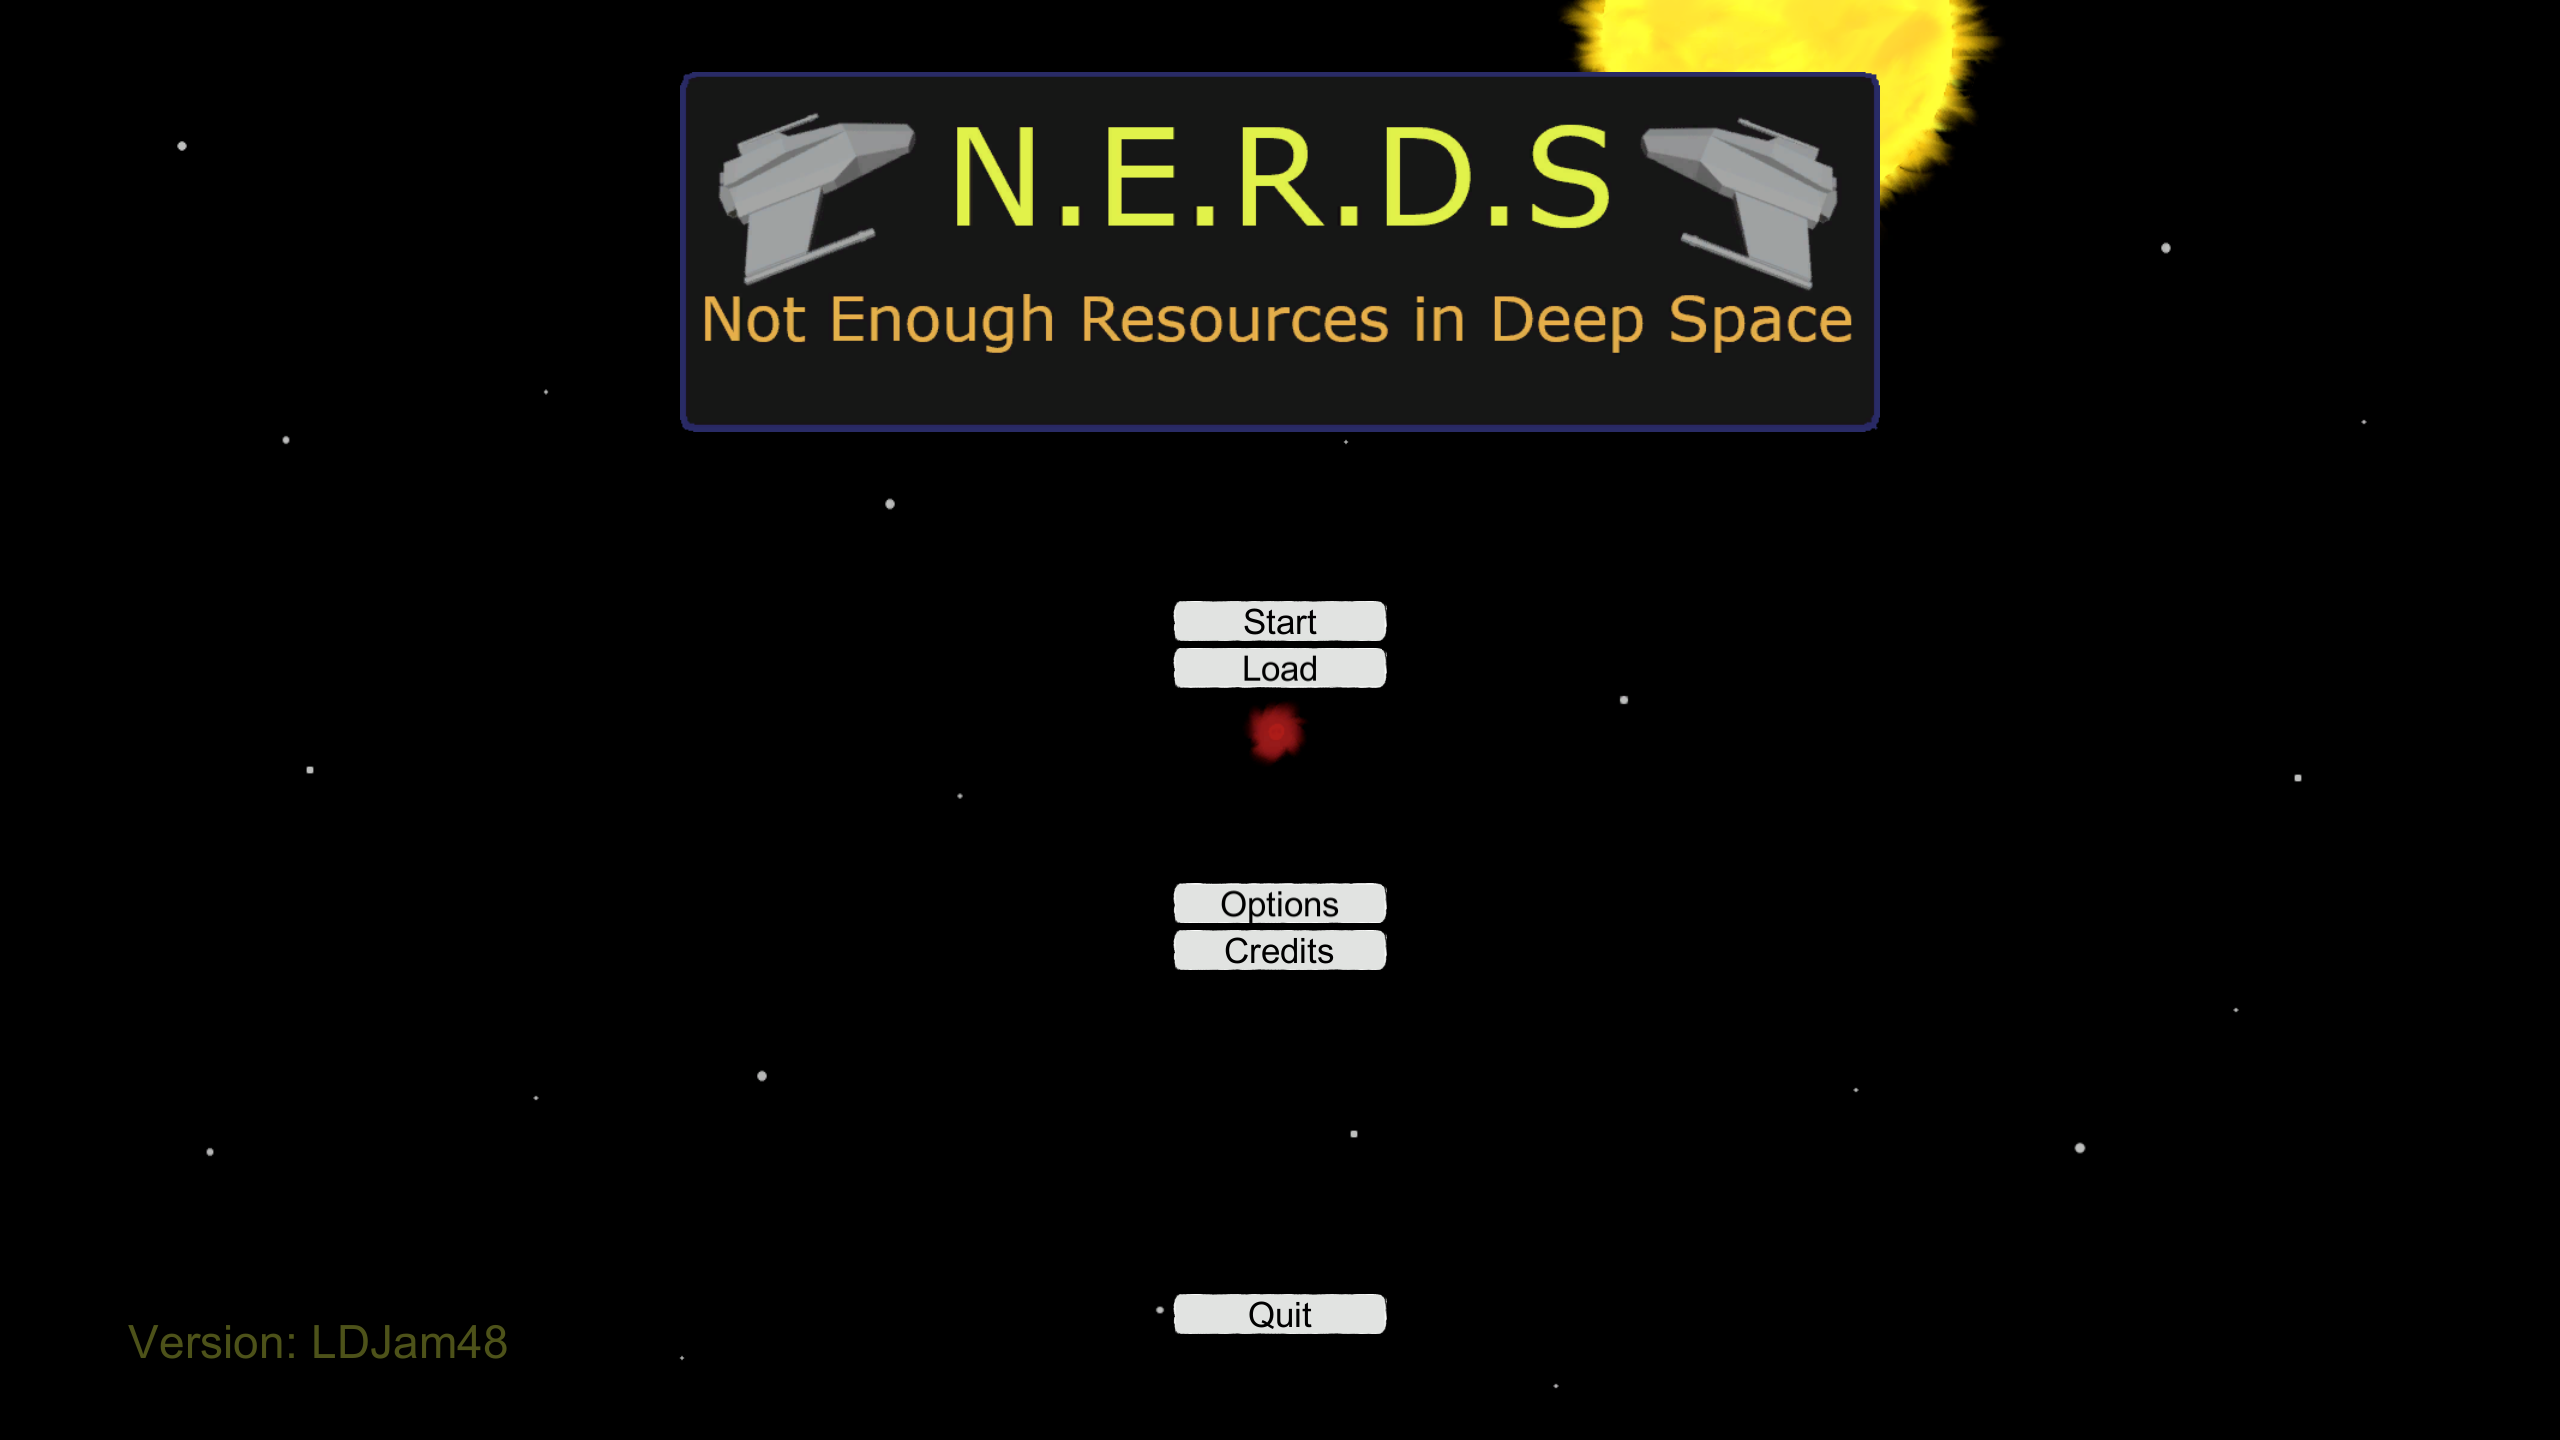 N.E.R.D.S
Not Enough Resources in Deep Space
Start
Load
Options
Credits
Quit
Version: LDJam48